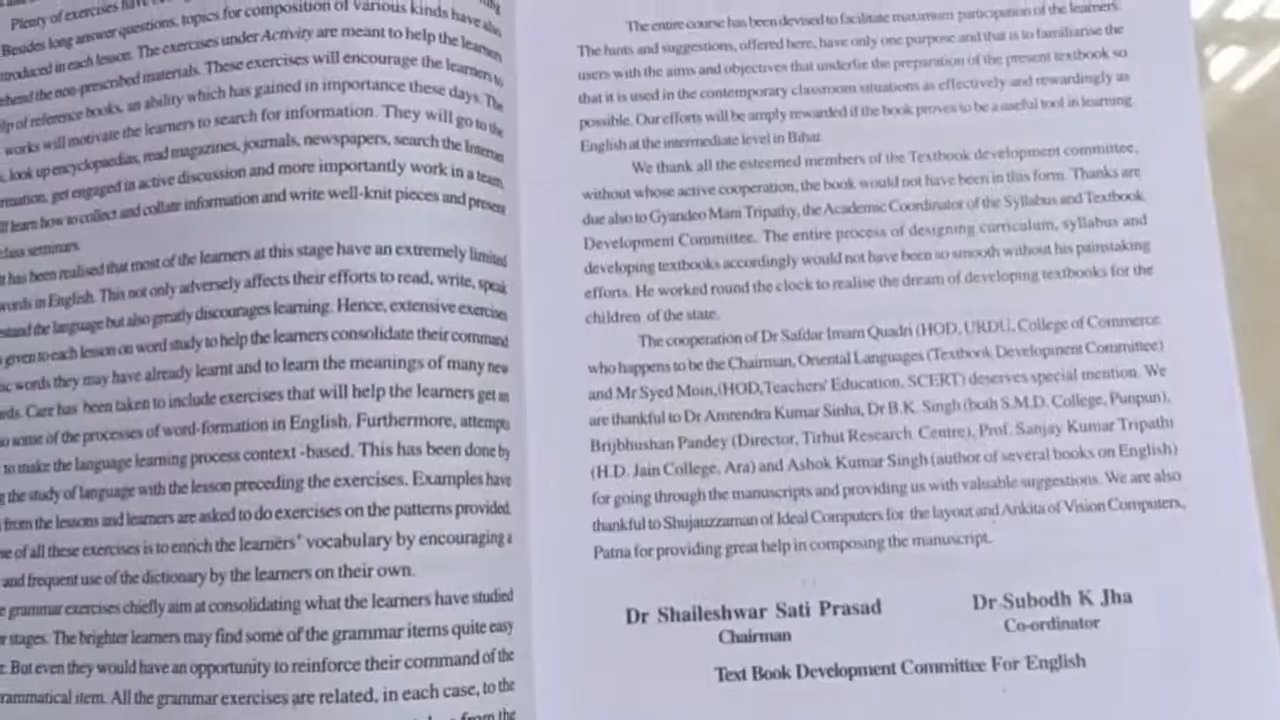 Plenty of exercises have
Besides long answer questions, topics for composition of various kinds have also
introduced in each lesson. The exercises under Activity are meant to help the learners
the non-prescribed materials. These exercises will encourage the learners to
of reference books, an ability which has gained in importance these days. The
works will motivate the learners to search for information. They will go to the
look up encyclopaedias, read magazines, journals, newspapers, search the Internet
get engaged in active discussion and more importantly work in a team.
learn how to collect and collate information and write well-knit pieces and present
class seminars.
has been realised that most of the learners at this stage have an extremely limited
words in English. This not only adversely affects their efforts to read, write, speak
the language but also greatly discourages learning. Hence, extensive exercises
given to each lesson on word study to help the learners consolidate their command
words they may have already learnt and to learn the meanings of many new
Care has been taken to include exercises that will help the learners get an
some of the processes of word-formation in English. Furthermore, attempts
to make the language learning process context -based. This has been done by
the study of language with the lesson preceding the exercises. Examples have
from the lessons and learners are asked to do exercises on the patterns provided.
of all these exercises is to enrich the learners' vocabulary by encouraging a
and frequent use of the dictionary by the learners on their own.
grammar exercises chiefly aim at consolidating what the learners have studied
stages. The brighter learners may find some of the grammar items quite easy
But even they would have an opportunity to reinforce their command of the
grammatical item. All the grammar exercises are related, in each case, to the
from the
The entire course has been devised to facilitate maximum participation of the learners.
The hints and suggestions, offered here, have only one purpose and that is to familiarise the
users with the aims and objectives that underlie the preparation of the present textbook so
that it is used in the contemporary classroom situations as effectively and rewardingly as
possible. Our efforts will be amply rewarded if the book proves to be a useful tool in learning
English at the intermediate level in Bihar.
We thank all the esteemed members of the Textbook development committee,
without whose active cooperation, the book would not have been in this form. Thanks are
due also to Gyandeo Mani Tripathy, the Academic Coordinator of the Syllabus and Textbook
Development Committee. The entire process of designing curriculum, syllabus and
developing textbooks accordingly would not have been so smooth without his painstaking
efforts. He worked round the clock to realise the dream of developing textbooks for the
children of the state.
The cooperation of Dr Safdar Imam Quadri (HOD, URDU, College of Commerce
who happens to be the Chairman, Oriental Languages (Textbook Development Committee)
and Mr Syed Moin,(HOD,Teachers' Education, SCERT) deserves special mention. We
are thankful to Dr Amrendra Kumar Sinha, Dr B.K. Singh (both S.M.D. College, Punpun),
Brijbhushan Pandey (Director, Tirhut Research Centre), Prof. Sanjay Kumar Tripathi
(H.D. Jain College, Ara) and Ashok Kumar Singh (author of several books on English)
for going through the manuscripts and providing us with valuable suggestions. We are also
thankful to Shujauzzaman of Ideal Computers for the layout and Ankita of Vision Computers,
Patna for providing great help in composing the manuscript.
Dr Shaileshwar Sati Prasad
Dr Subodh K Jha
Chairman
Co-ordinator
Text Book Development Committee For English